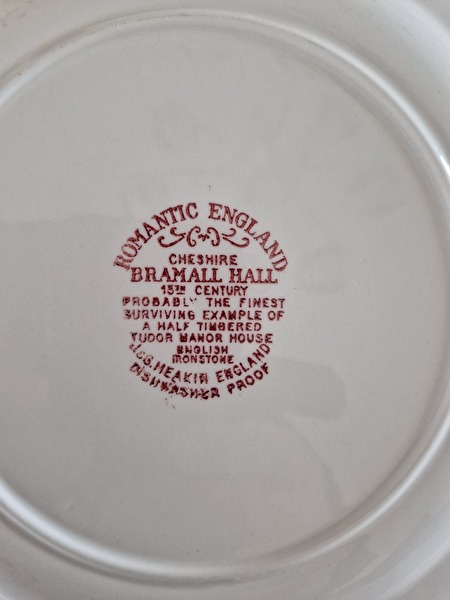 ROMANTIC ENGLAND
CHESHIRE
BRAMALL HALL
15TH CENTURY
PROBABLY THE FINEST
SURVIVING EXAMPLE OF
A HALF TIMBERED
TUDOR MANOR HOUSE
ENGLISH
IRONSTONE
J.&G. MEAKIN ENGLAND
DISHWASHER PROOF